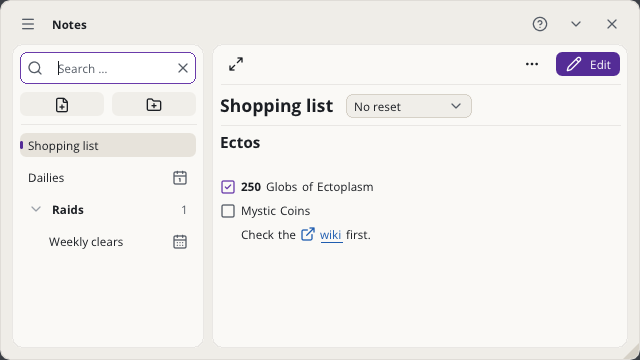 Notes
Search ...
Edit
Shopping list
No reset
Shopping list
Dailies
Raids
1
Weekly clears
Ectos
250 Globs of Ectoplasm
Mystic Coins
Check the wiki first.